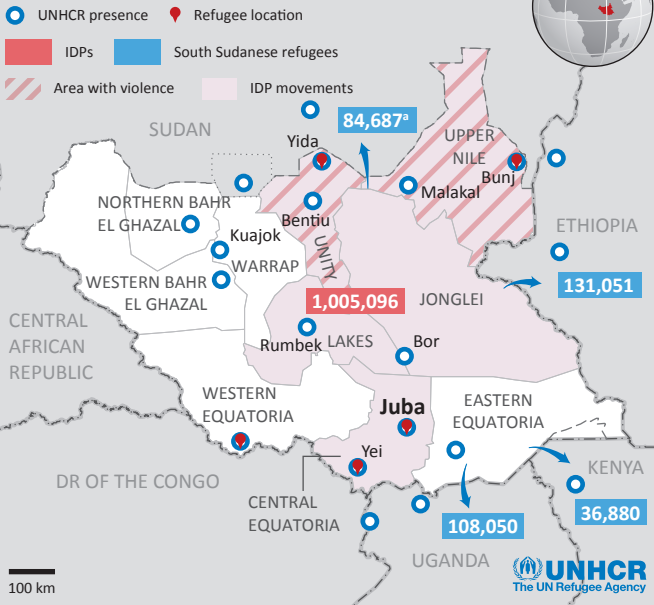 UNHCR presence
Refugee location
IDPs
South Sudanese refugees
Area with violence
IDP movements
SUDAN
84,687ᵃ
Yida
UPPER
NILE
Bunj
Malakal
NORTHERN BAHR
EL GHAZAL
Bentiu
ETHIOPIA
Kuajok
UNITY
WARRAP
WESTERN BAHR
EL GHAZAL
131,051
1,005,096
JONGLEI
CENTRAL
AFRICAN
REPUBLIC
Rumbek
LAKES
Bor
WESTERN
EQUATORIA
Juba
EASTERN
EQUATORIA
Yei
KENYA
DR OF THE CONGO
CENTRAL
EQUATORIA
36,880
108,050
UGANDA
100 km
UNHCR
The UN Refugee Agency